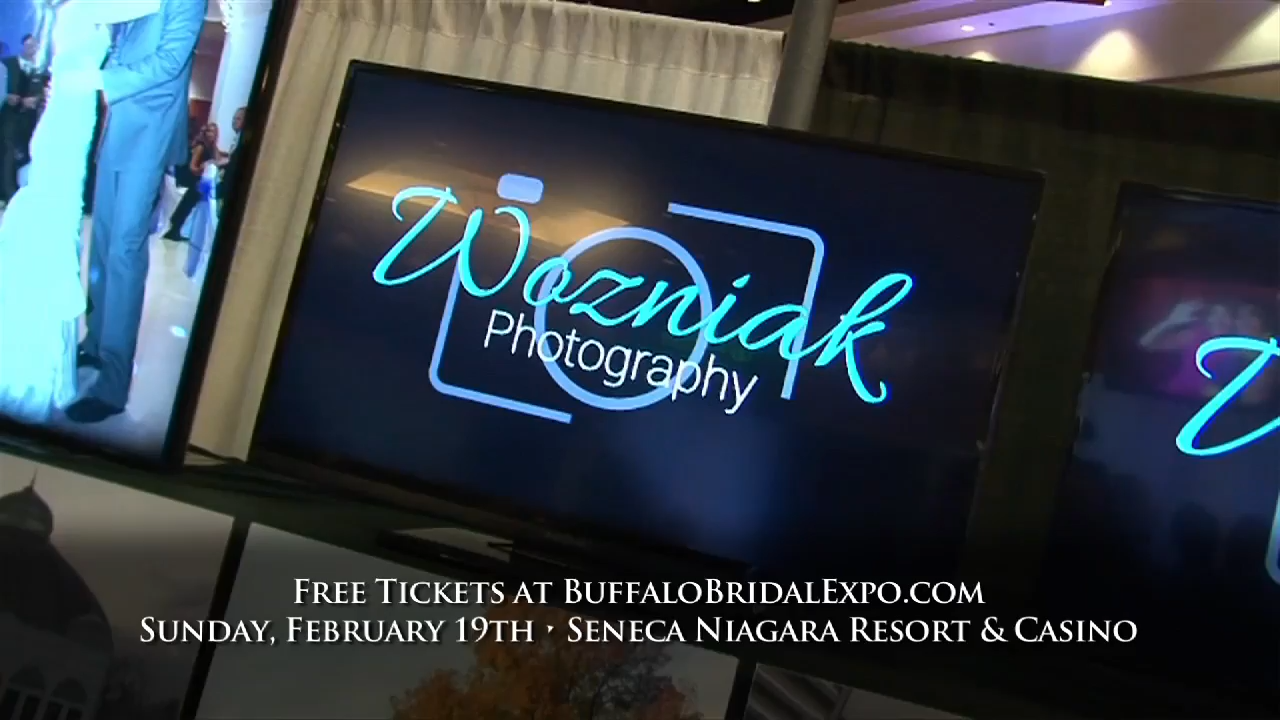 Wozniak
Photography
Free Tickets at BuffaloBridalExpo.com
Sunday, February 19th · Seneca Niagara Resort & Casino